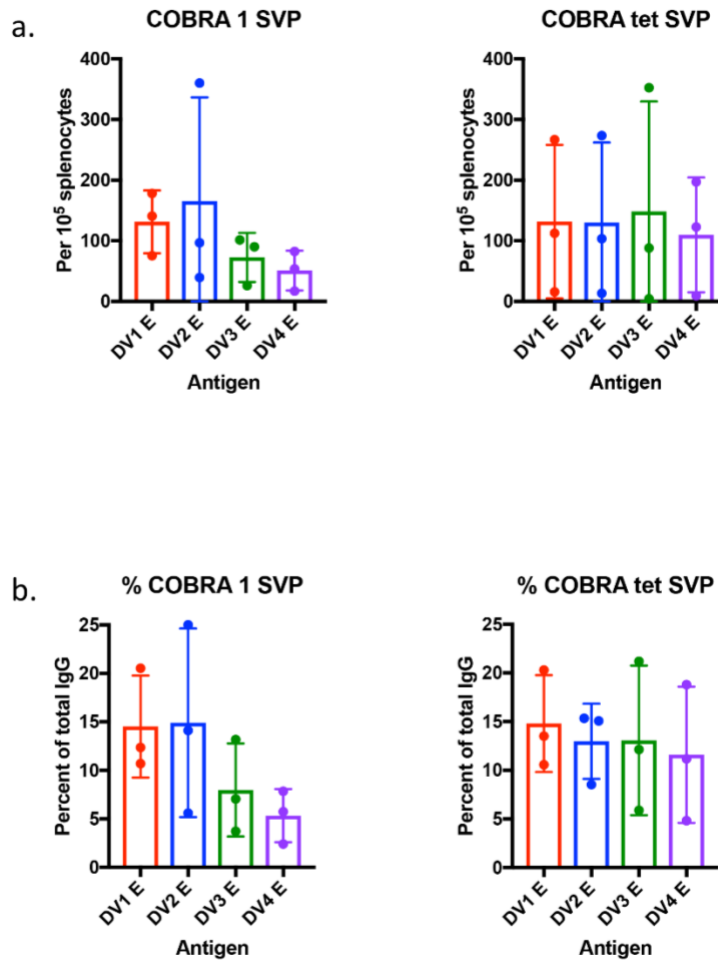 a.
COBRA 1 SVP
Per 10⁵ splenocytes
400
300
200
100
0
DV1 E
DV2 E
DV3 E
DV4 E
Antigen
COBRA tet SVP
Per 10⁵ splenocytes
400
300
200
100
0
DV1 E
DV2 E
DV3 E
DV4 E
Antigen
b.
% COBRA 1 SVP
Percent of total IgG
25
20
15
10
5
0
DV1 E
DV2 E
DV3 E
DV4 E
Antigen
% COBRA tet SVP
Percent of total IgG
25
20
15
10
5
0
DV1 E
DV2 E
DV3 E
DV4 E
Antigen